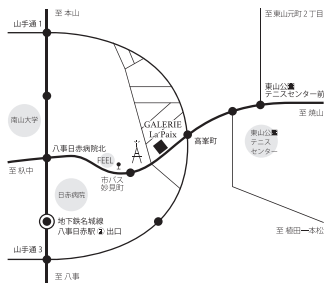 至 本山
至 東山元町2丁目
山手通 1
東山公園
テニスセンター前
至 焼山
南山大学
GALERIE
La Paix
高峯町
東山公園
テニス
センター
八事日赤病院北
FEEL
至 杁中
市バス
妙見町
日赤病院
地下鉄名城線
八事日赤駅 ② 出口
至 植田一本松
山手通 3
至 八事